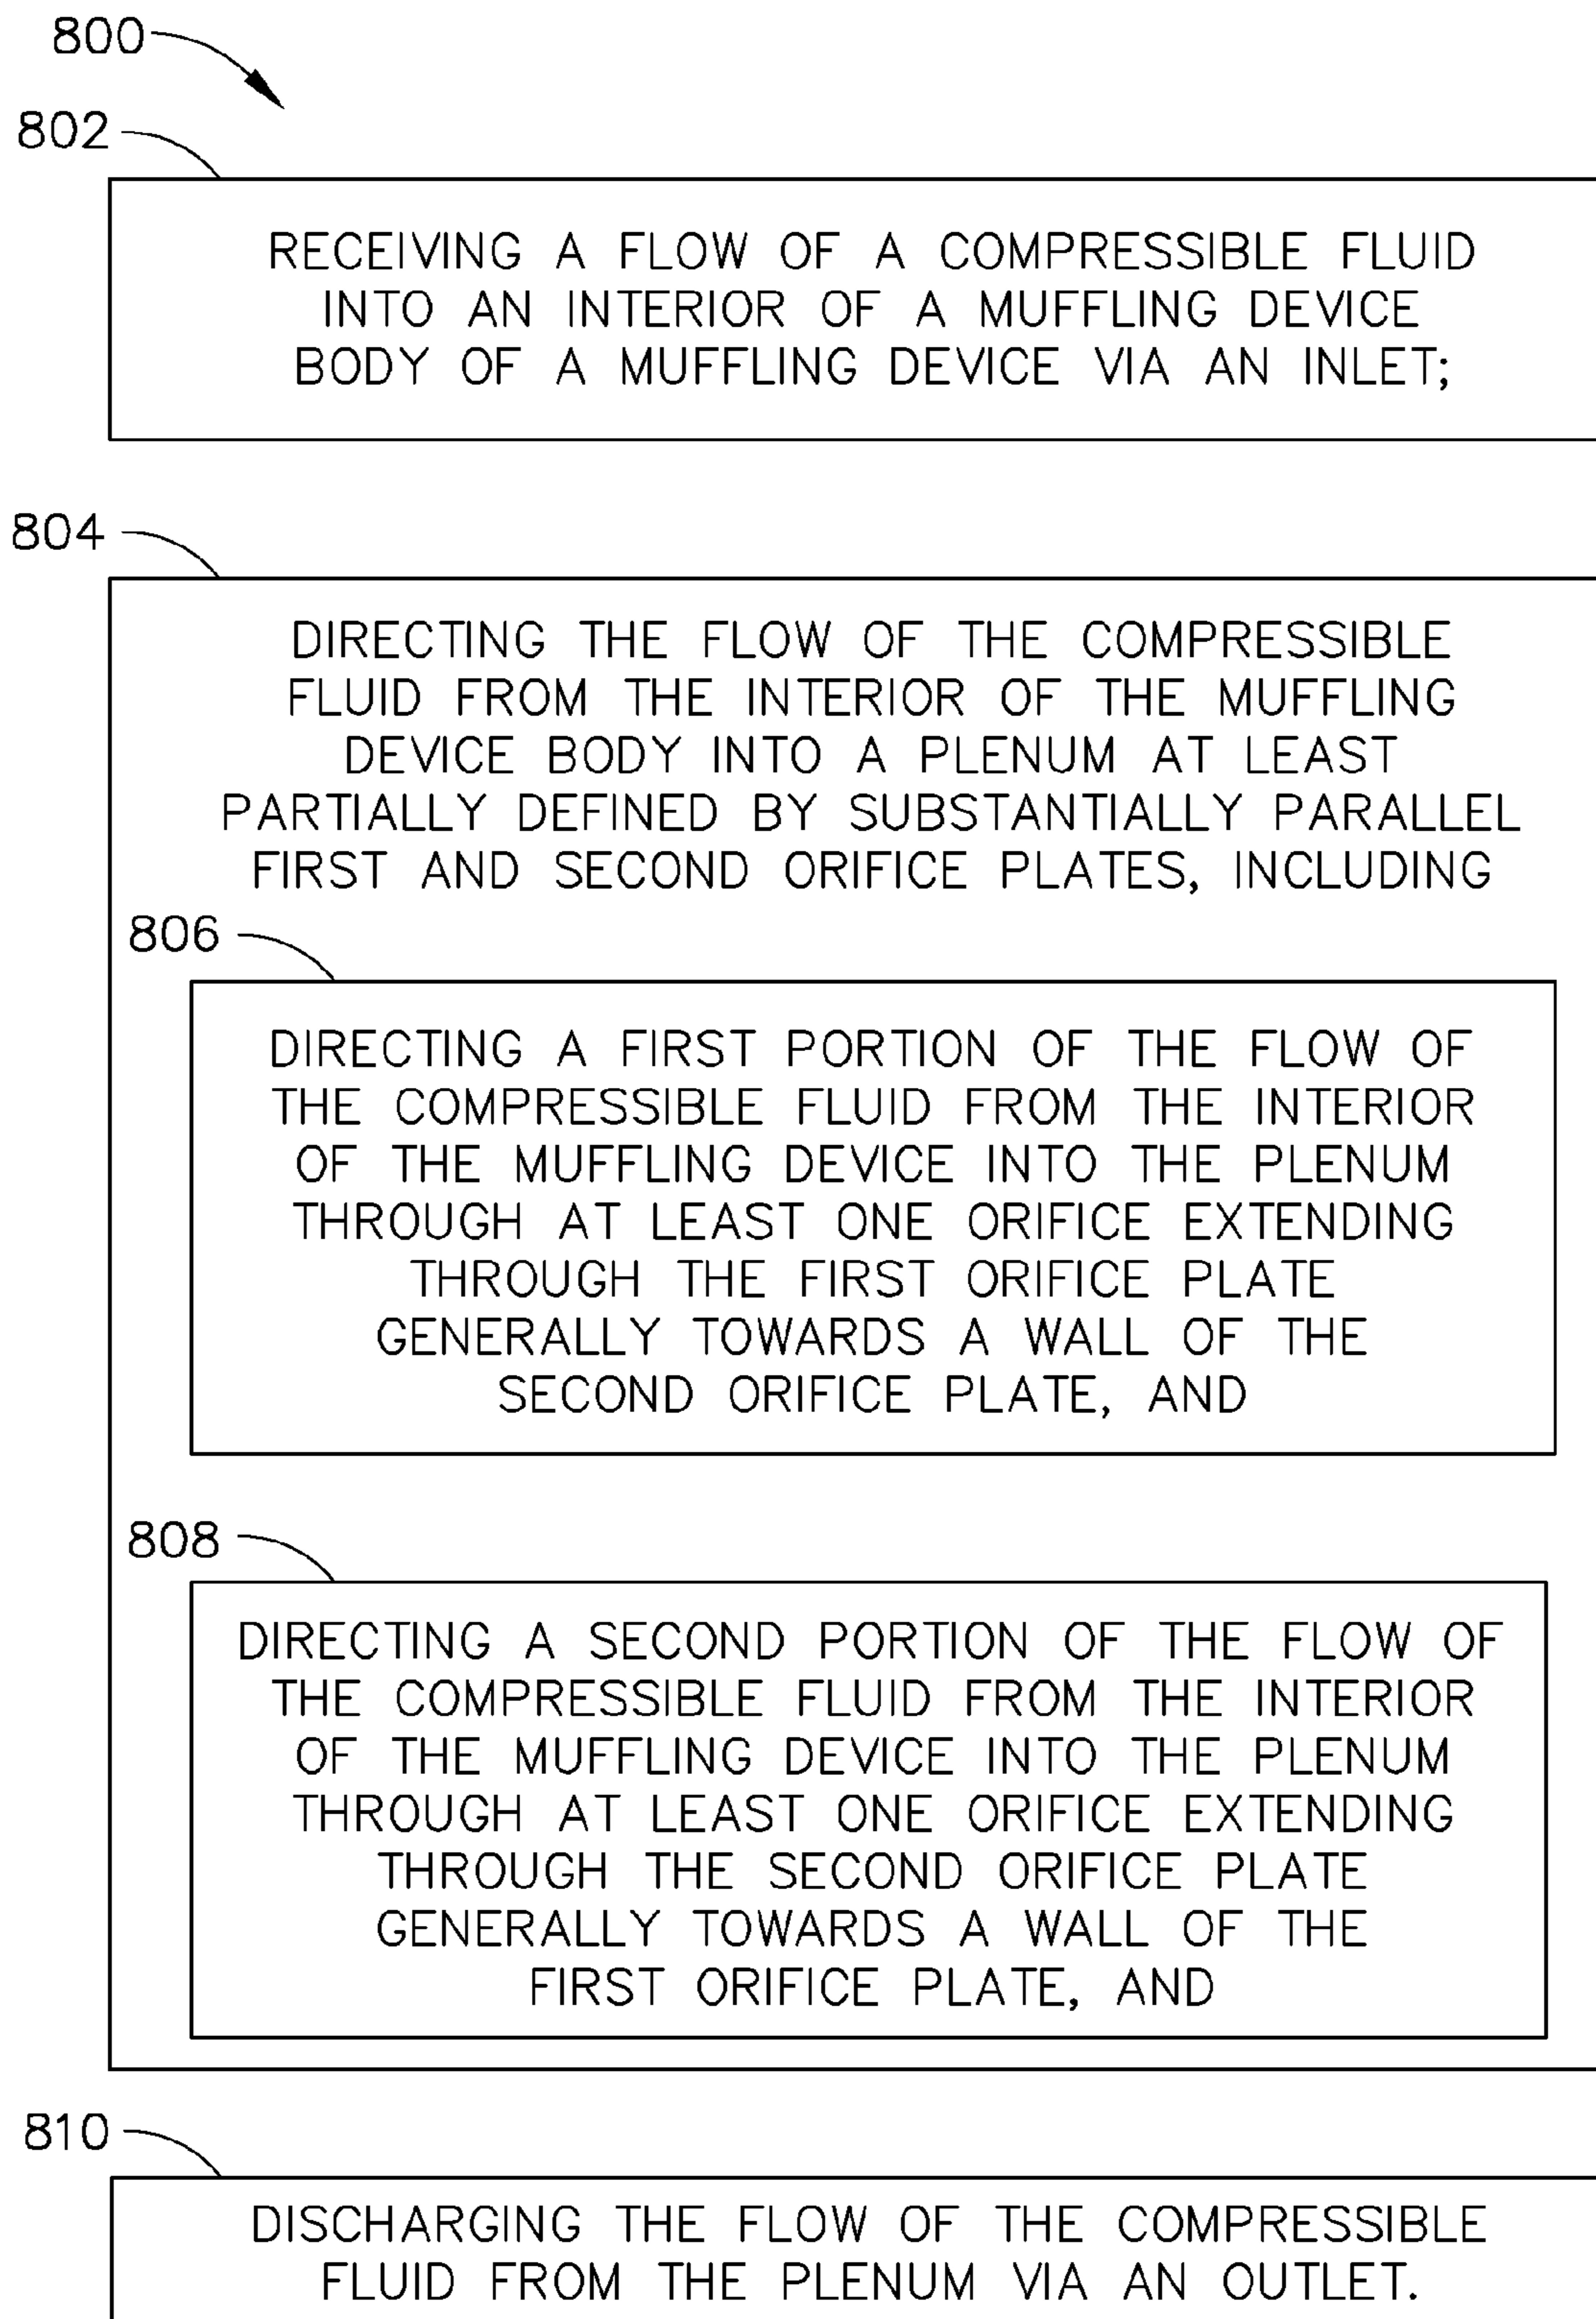 800
802
RECEIVING A FLOW OF A COMPRESSIBLE FLUID
INTO AN INTERIOR OF A MUFFLING DEVICE
BODY OF A MUFFLING DEVICE VIA AN INLET;
804
DIRECTING THE FLOW OF THE COMPRESSIBLE
FLUID FROM THE INTERIOR OF THE MUFFLING
DEVICE BODY INTO A PLENUM AT LEAST
PARTIALLY DEFINED BY SUBSTANTIALLY PARALLEL
FIRST AND SECOND ORIFICE PLATES, INCLUDING
806
DIRECTING A FIRST PORTION OF THE FLOW OF
THE COMPRESSIBLE FLUID FROM THE INTERIOR
OF THE MUFFLING DEVICE INTO THE PLENUM
THROUGH AT LEAST ONE ORIFICE EXTENDING
THROUGH THE FIRST ORIFICE PLATE
GENERALLY TOWARDS A WALL OF THE
SECOND ORIFICE PLATE, AND
808
DIRECTING A SECOND PORTION OF THE FLOW OF
THE COMPRESSIBLE FLUID FROM THE INTERIOR
OF THE MUFFLING DEVICE INTO THE PLENUM
THROUGH AT LEAST ONE ORIFICE EXTENDING
THROUGH THE SECOND ORIFICE PLATE
GENERALLY TOWARDS A WALL OF THE
FIRST ORIFICE PLATE, AND
810
DISCHARGING THE FLOW OF THE COMPRESSIBLE
FLUID FROM THE PLENUM VIA AN OUTLET.